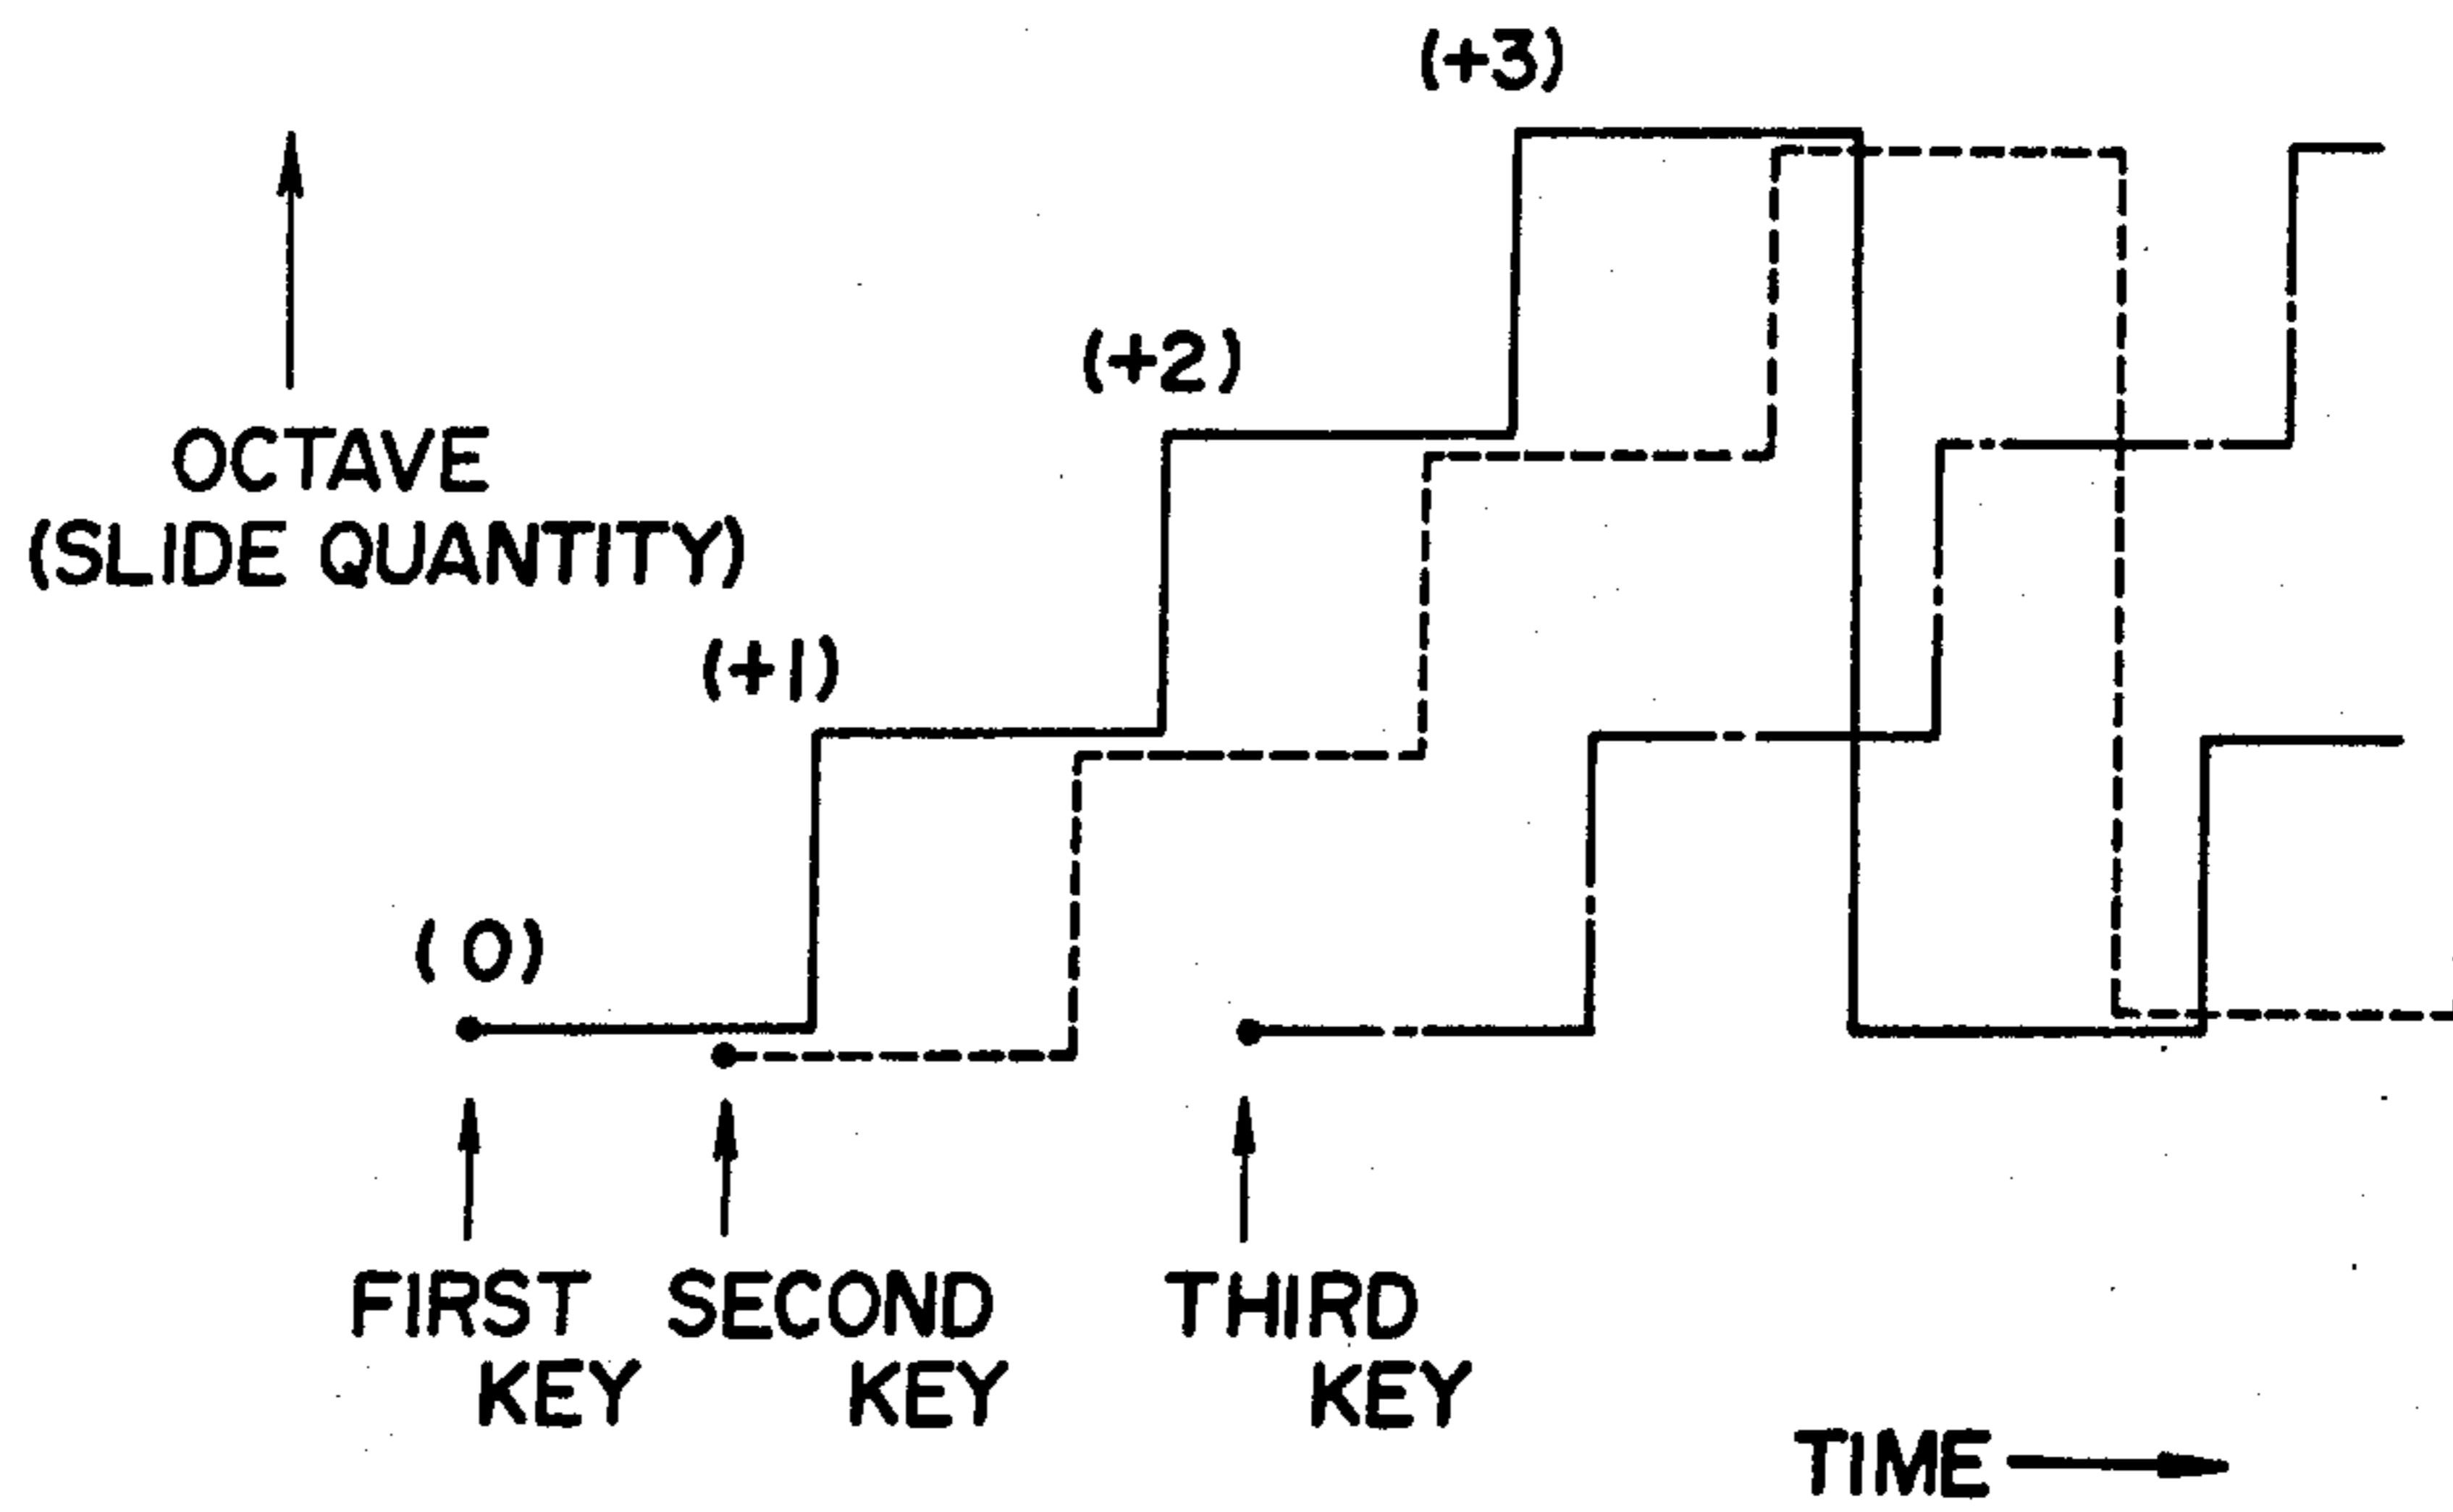 (+3)
(+2)
OCTAVE
(SLIDE QUANTITY)
(+1)
(0)
FIRST KEY
SECOND KEY
THIRD KEY
TIME